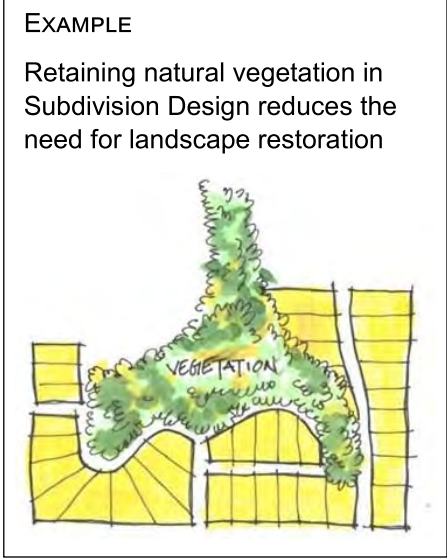 EXAMPLE
Retaining natural vegetation in
Subdivision Design reduces the
need for landscape restoration
VEGETATION